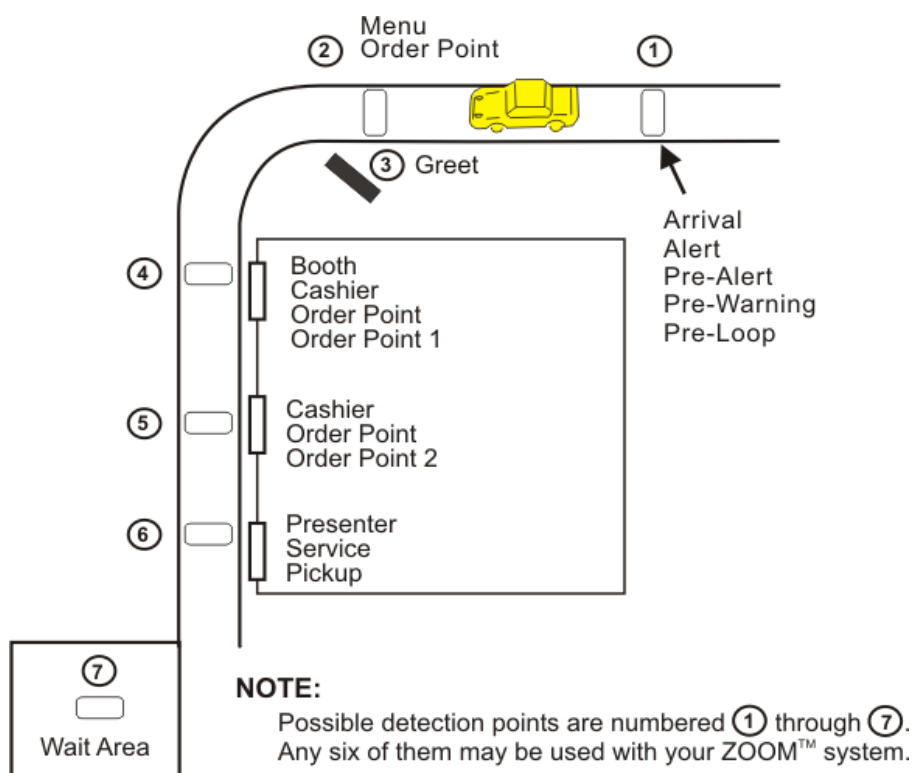 Menu
② Order Point
①
③ Greet
Arrival
Alert
Pre-Alert
Pre-Warning
Pre-Loop
④
Booth
Cashier
Order Point
Order Point 1
⑤
Cashier
Order Point
Order Point 2
⑥
Presenter
Service
Pickup
⑦
Wait Area
NOTE:
Possible detection points are numbered ① through ⑦.
Any six of them may be used with your ZOOM™ system.